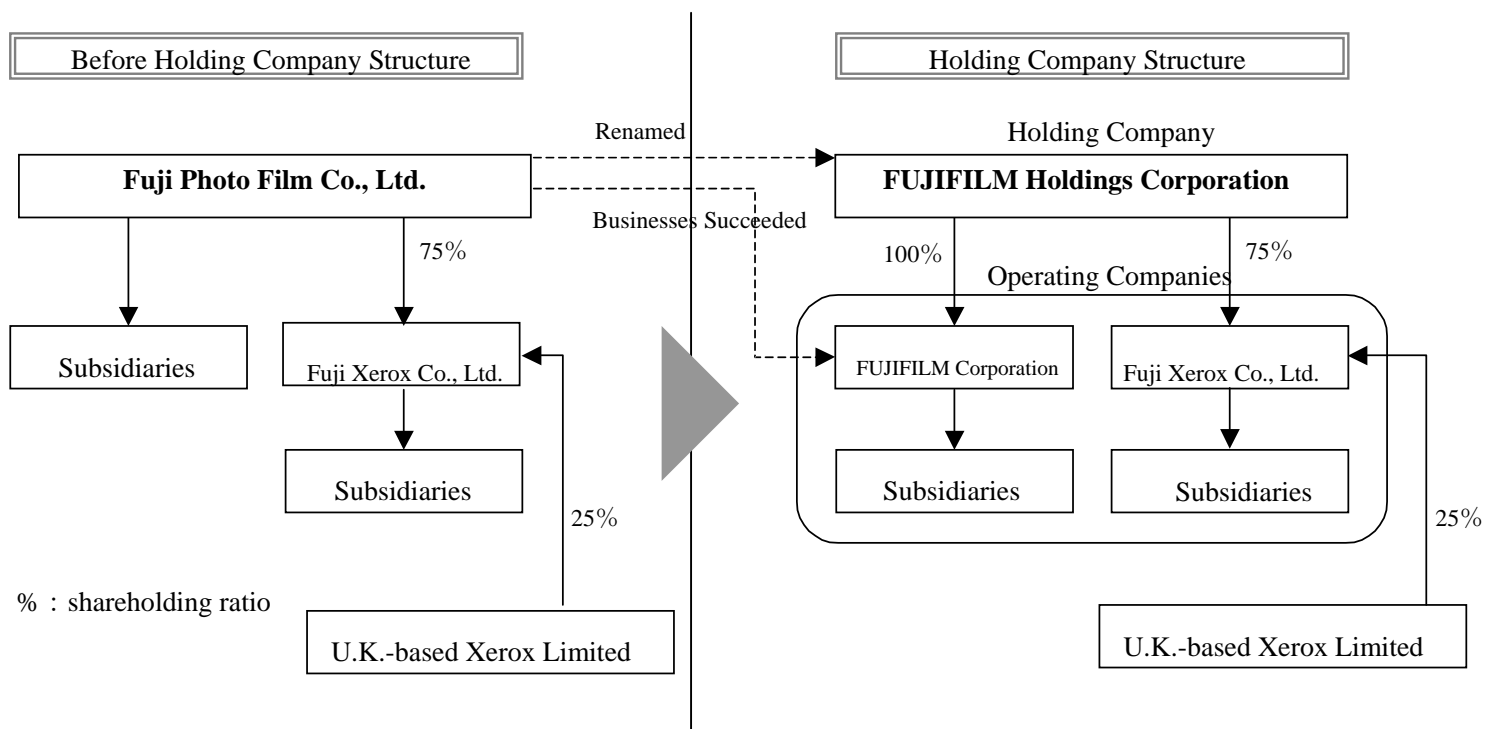 Before Holding Company Structure
Holding Company Structure
Renamed
Holding Company
Fuji Photo Film Co., Ltd.
FUJIFILM Holdings Corporation
Businesses Succeeded
75%
100%
75%
Operating Companies
Subsidiaries
Fuji Xerox Co., Ltd.
FUJIFILM Corporation
Fuji Xerox Co., Ltd.
Subsidiaries
Subsidiaries
Subsidiaries
25%
25%
% : shareholding ratio
U.K.-based Xerox Limited
U.K.-based Xerox Limited